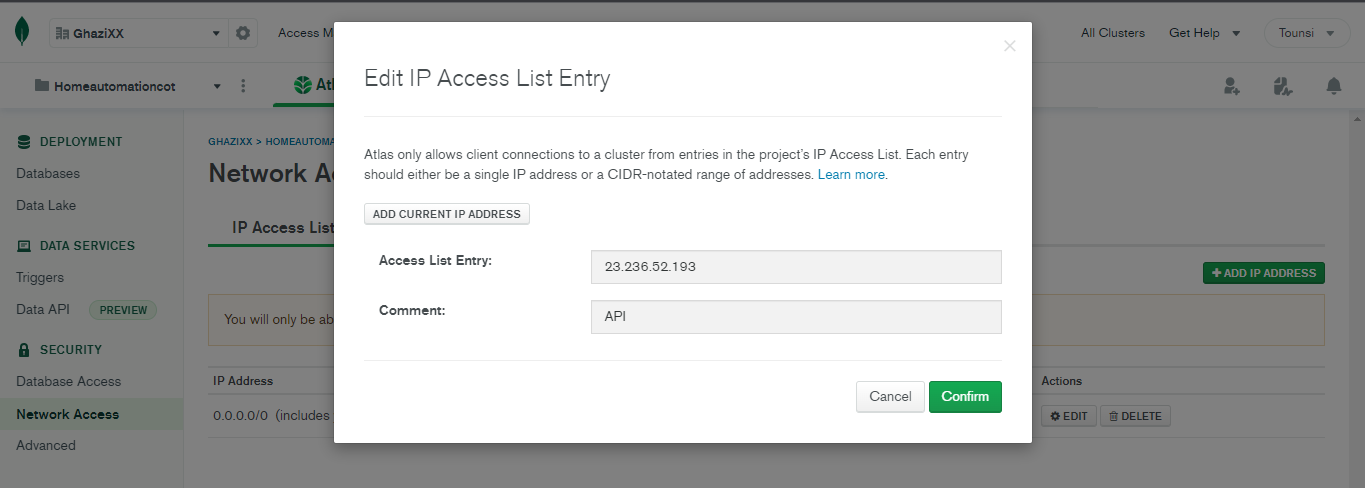 GhaziXX
Access M
All Clusters
Get Help
Tounsi
Homeautomationcot
Atl
DEPLOYMENT
Databases
Data Lake
DATA SERVICES
Triggers
Data API
PREVIEW
SECURITY
Database Access
Network Access
Advanced
GHAZIXX > HOMEAUTOMA
Network A
IP Access List
+ ADD IP ADDRESS
You will only be ab
IP Address
Actions
0.0.0.0/0 (includes
EDIT
DELETE
Edit IP Access List Entry
Atlas only allows client connections to a cluster from entries in the project's IP Access List. Each entry
should either be a single IP address or a CIDR-notated range of addresses. Learn more.
ADD CURRENT IP ADDRESS
Access List Entry:
23.236.52.193
Comment:
API
Cancel
Confirm